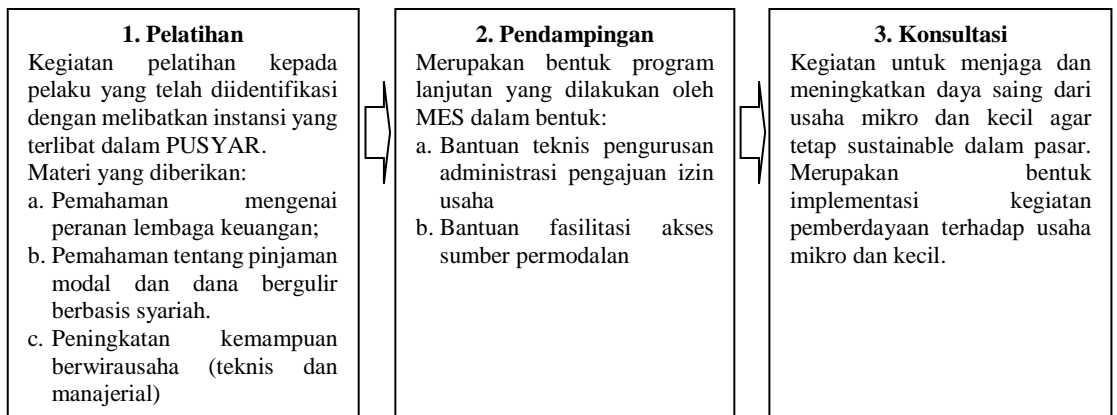 1. Pelatihan
Kegiatan pelatihan kepada
pelaku yang telah diidentifikasi
dengan melibatkan instansi yang
terlibat dalam PUSYAR.
Materi yang diberikan:
a. Pemahaman mengenai
peranan lembaga keuangan;
b. Pemahaman tentang pinjaman
modal dan dana bergulir
berbasis syariah.
c. Peningkatan kemampuan
berwirausaha (teknis dan
manajerial)
2. Pendampingan
Merupakan bentuk program
lanjutan yang dilakukan oleh
MES dalam bentuk:
a. Bantuan teknis pengurusan
administrasi pengajuan izin
usaha
b. Bantuan fasilitasi akses
sumber permodalan
3. Konsultasi
Kegiatan untuk menjaga dan
meningkatkan daya saing dari
usaha mikro dan kecil agar
tetap sustainable dalam pasar.
Merupakan bentuk
implementasi kegiatan
pemberdayaan terhadap usaha
mikro dan kecil.